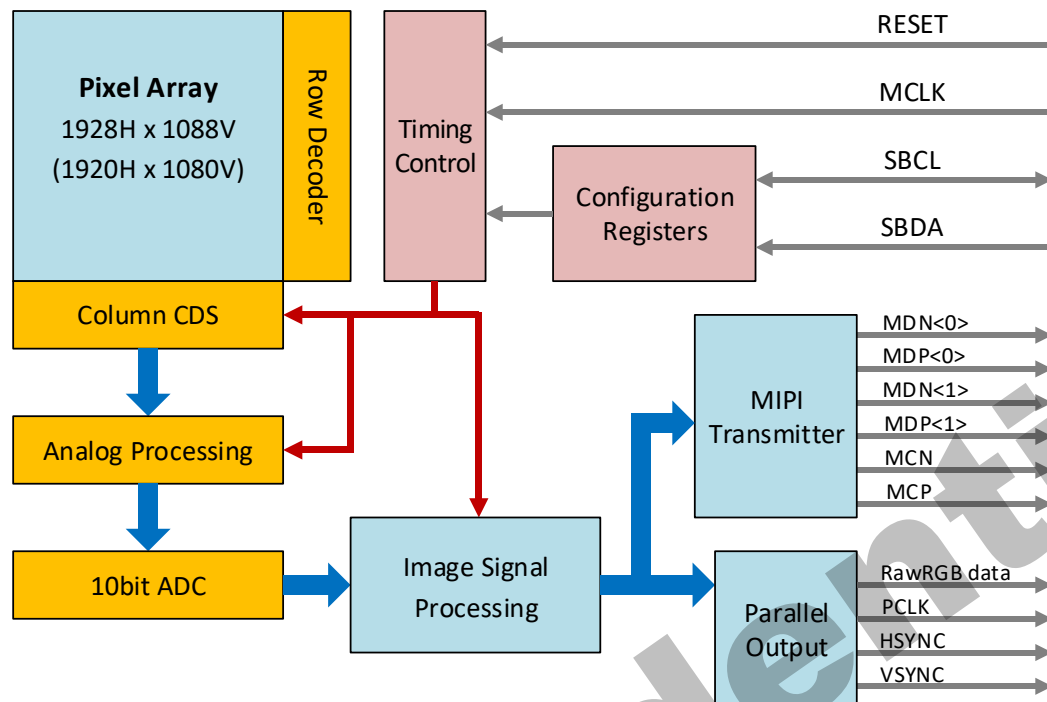 Pixel Array
1928H x 1088V
(1920H x 1080V)
Row Decoder
Column CDS
Analog Processing
10bit ADC
Timing
Control
Configuration
Registers
RESET
MCLK
SBCL
SBDA
Image Signal
Processing
MIPI
Transmitter
MDN<0>
MDP<0>
MDN<1>
MDP<1>
MCN
MCP
Parallel
Output
RawRGB data
PCLK
HSYNC
VSYNC
denti